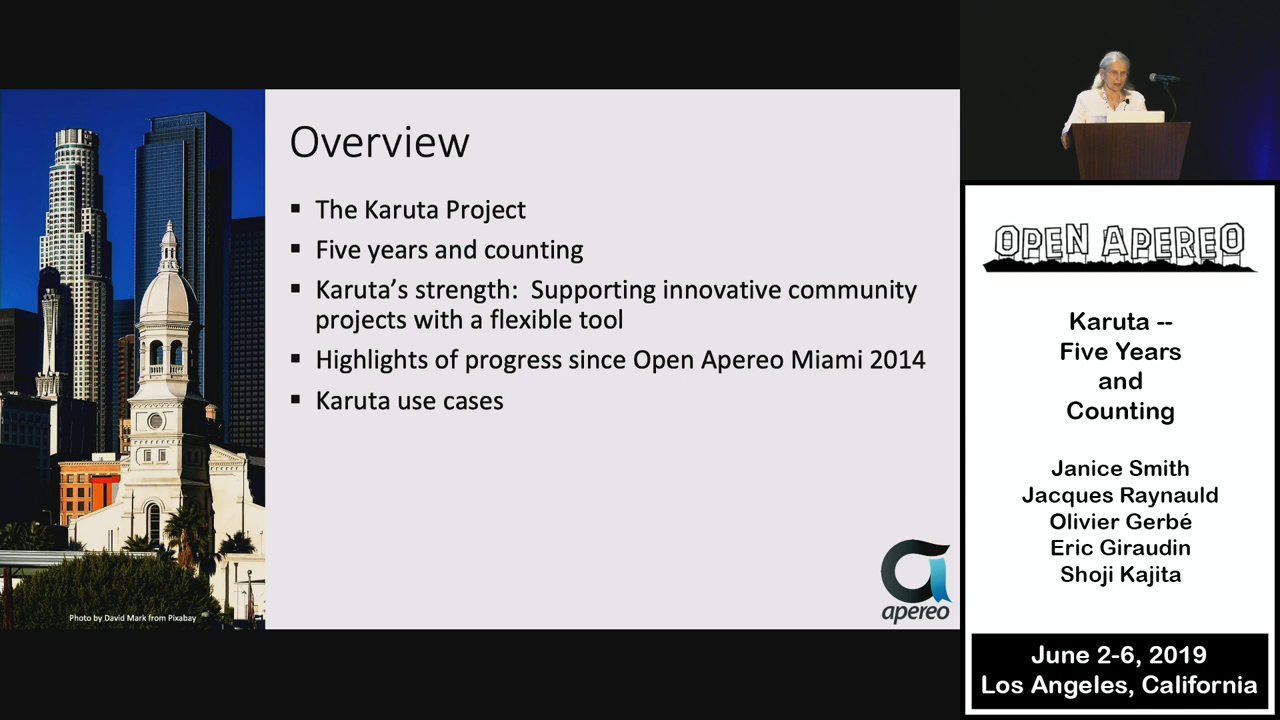 Overview
▪ The Karuta Project
▪ Five years and counting
▪ Karuta's strength:  Supporting innovative community
projects with a flexible tool
▪ Highlights of progress since Open Apereo Miami 2014
▪ Karuta use cases
Photo by David Mark from Pixabay
apereo
OPEN APEREO
Karuta --
Five Years
and
Counting
Janice Smith
Jacques Raynauld
Olivier Gerbé
Eric Giraudin
Shoji Kajita
June 2-6, 2019
Los Angeles, California